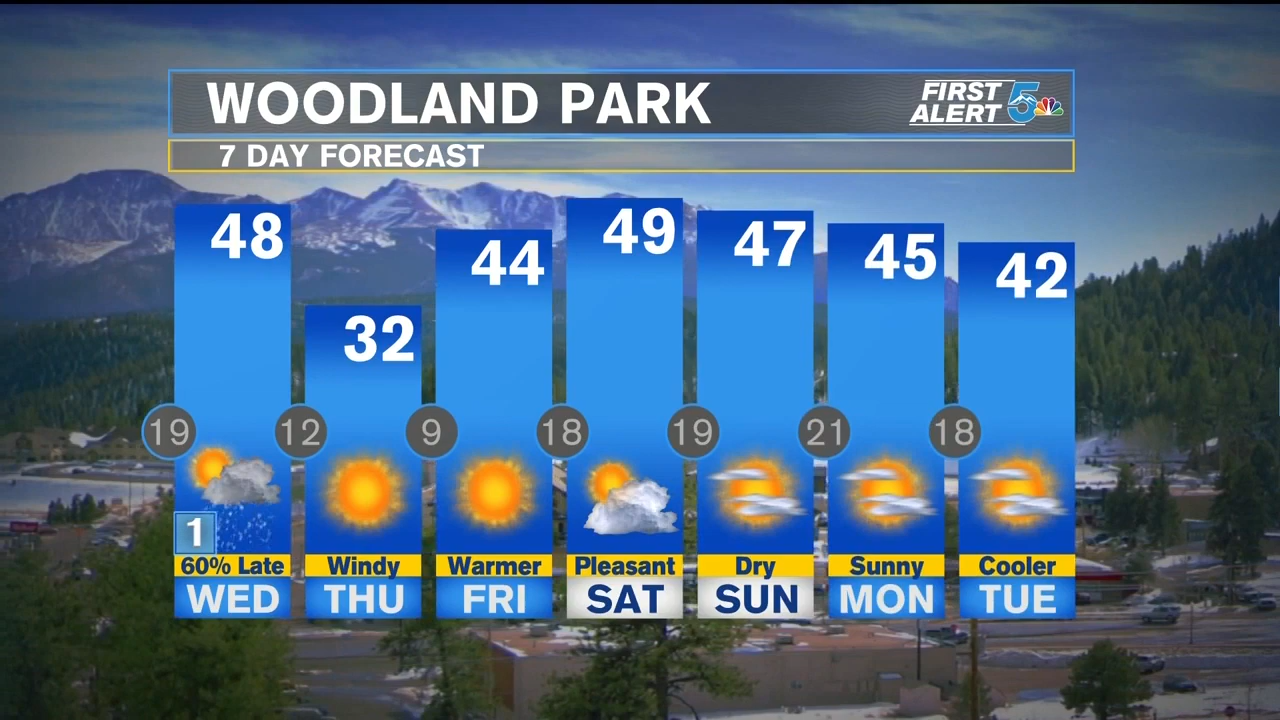 WOODLAND PARK
FIRST
ALERT 5
7 DAY FORECAST
48 32 44 49 47 45 42
19 12 9 18 19 21 18
1
60% Late Windy Warmer Pleasant Dry Sunny Cooler
WED THU FRI SAT SUN MON TUE